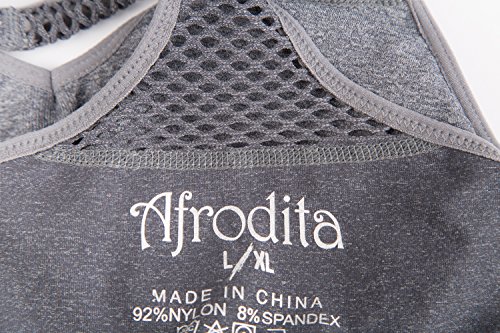 Afrodita
L/XL
MADE IN CHINA
92%NYLON 8%SPANDEX